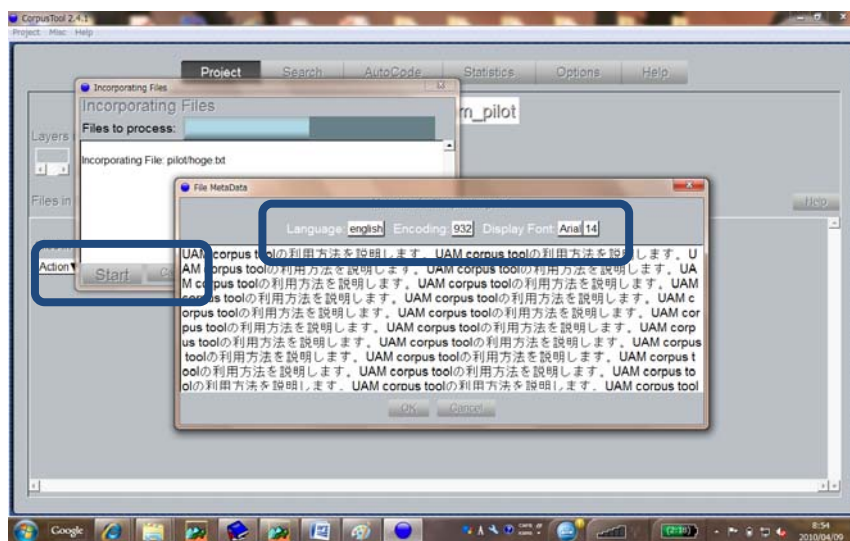 CorpusTool 2.4.1
Project Misc Help
Project Search AutoCode Statistics Options Help
Incorporating Files
Incorporating Files
m_pilot
Files to process:
Layers
Incorporating File: pilot/hoge.txt
File MetaData
Files in
Help
Language: english Encoding: 932 Display Font: Arial 14
Action
Start
UAM corpus toolの利用方法を説明します。UAM corpus toolの利用方法を説明します。U
AM corpus toolの利用方法を説明します。UAM corpus toolの利用方法を説明します。UA
M corpus toolの利用方法を説明します。UAM corpus toolの利用方法を説明します。UAM
corpus toolの利用方法を説明します。UAM corpus toolの利用方法を説明します。UAM c
orpus toolの利用方法を説明します。UAM corpus toolの利用方法を説明します。UAM cor
pus toolの利用方法を説明します。UAM corpus toolの利用方法を説明します。UAM corp
us toolの利用方法を説明します。UAM corpus toolの利用方法を説明します。UAM corpus
toolの利用方法を説明します。UAM corpus toolの利用方法を説明します。UAM corpus t
oolの利用方法を説明します。UAM corpus toolの利用方法を説明します。UAM corpus to
olの利用方法を説明します。UAM corpus toolの利用方法を説明します。UAM corpus tool
OK Cancel
Google
CAPS
KANA
(2:10)
8:54
2010/04/09